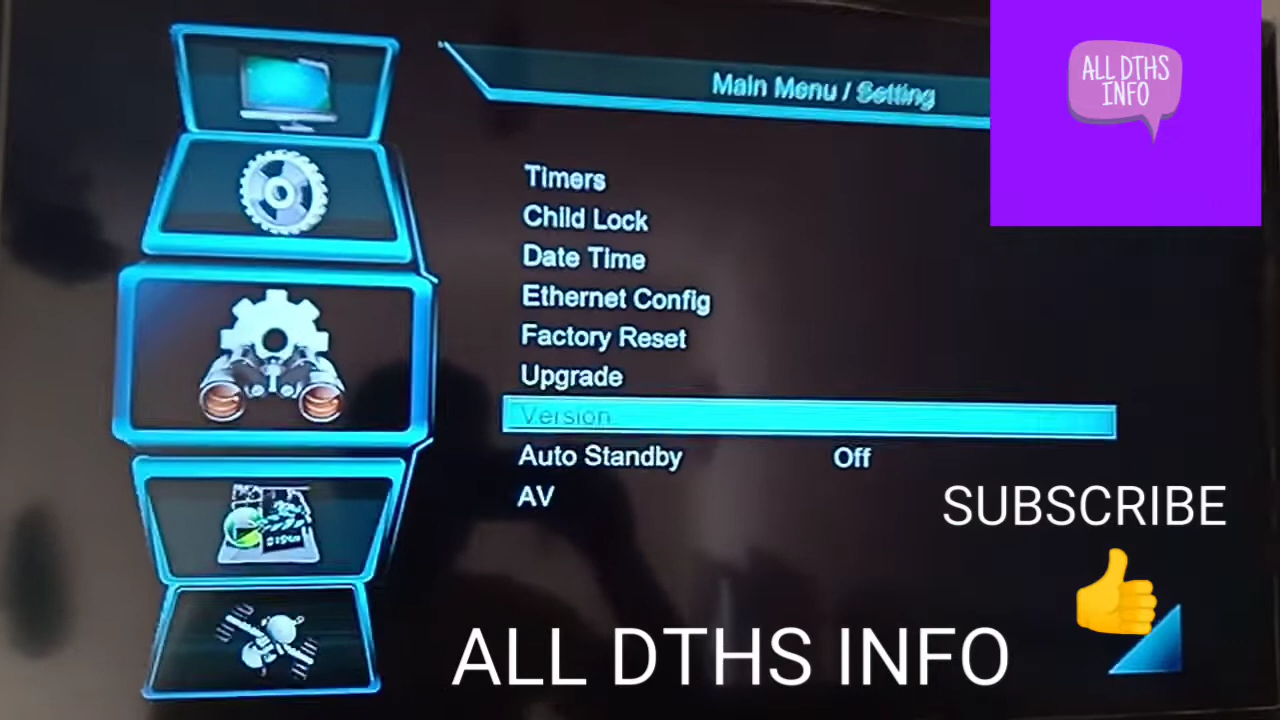 Main Menu / Setting
ALL DTHS
INFO
Timers
Child Lock
Date Time
Ethernet Config
Factory Reset
Upgrade
Version
Auto Standby Off
AV
SUBSCRIBE
ALL DTHS INFO